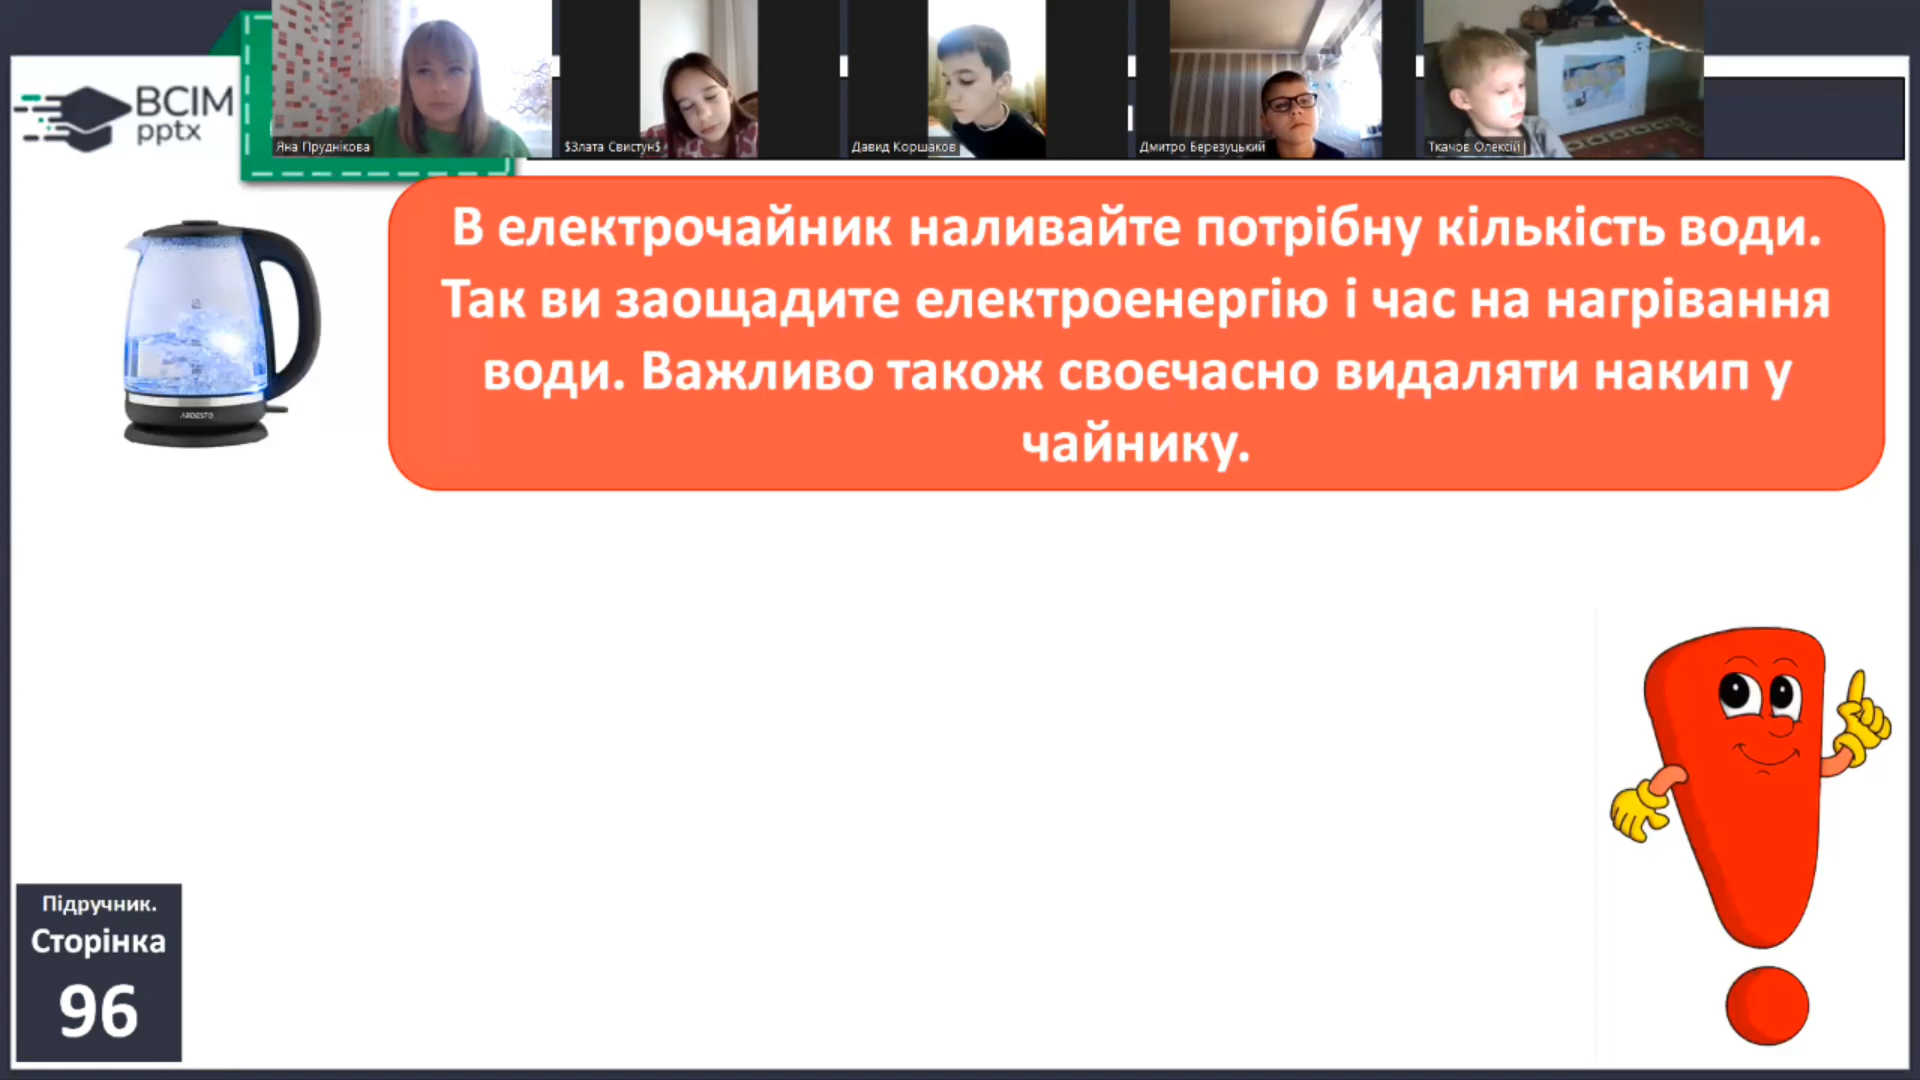 ВСІМ
pptx
Яна Пруднікова
$Злата Свистун$
Давид Коршаков
Дмитро Березуцький
Ткачов Олексій
В електрочайник наливайте потрібну кількість води.
Так ви заощадите електроенергію і час на нагрівання
води. Важливо також своєчасно видаляти накип у
чайнику.
ARDESTO
Підручник.
Сторінка
96